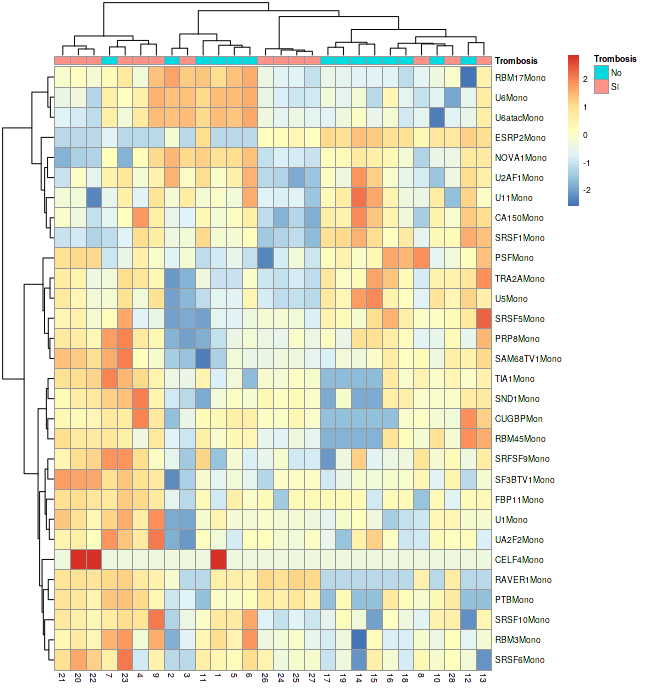 Trombosis
RBM17Mono
U6Mono
U6atacMono
ESRP2Mono
NOVA1Mono
U2AF1Mono
U11Mono
CA150Mono
SRSF1Mono
PSFMono
TRA2AMono
U5Mono
SRSF5Mono
PRP8Mono
SAM68TV1Mono
TIA1Mono
SND1Mono
CUGBPMon
RBM45Mono
SRFSF9Mono
SF3BTV1Mono
FBP11Mono
U1Mono
UA2F2Mono
CELF4Mono
RAVER1Mono
PTBMono
SRSF10Mono
RBM3Mono
SRSF6Mono
21 20 22 7 23 4 9 2 3 11 1 5 6 26 24 25 27 17 19 14 15 16 18 8 10 28 12 13
2
1
0
-1
-2
Trombosis
No
SI